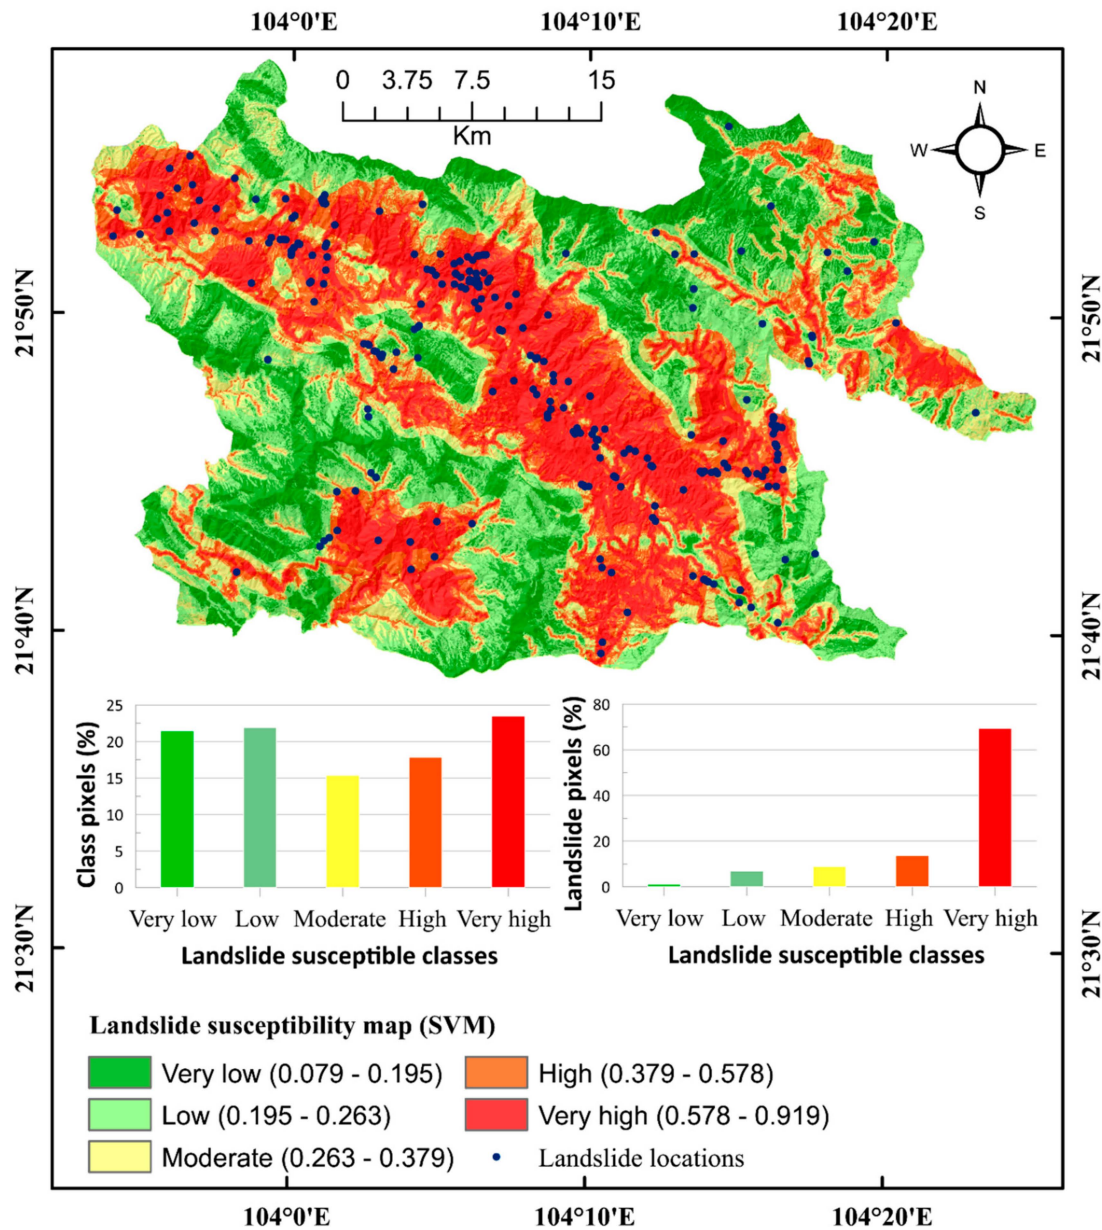 104°0'E 104°10'E 104°20'E
0 3.75 7.5 15
Km
N
W E
S
21°50'N 21°50'N
21°40'N 21°40'N
21°30'N 21°30'N
Class pixels (%)
25
20
15
10
5
0
Very low Low Moderate High Very high
Landslide susceptible classes
Landslide pixels (%)
80
60
40
20
0
Very low Low Moderate High Very high
Landslide susceptible classes
Landslide susceptibility map (SVM)
Very low (0.079 - 0.195) High (0.379 - 0.578)
Low (0.195 - 0.263) Very high (0.578 - 0.919)
Moderate (0.263 - 0.379) Landslide locations
104°0'E 104°10'E 104°20'E